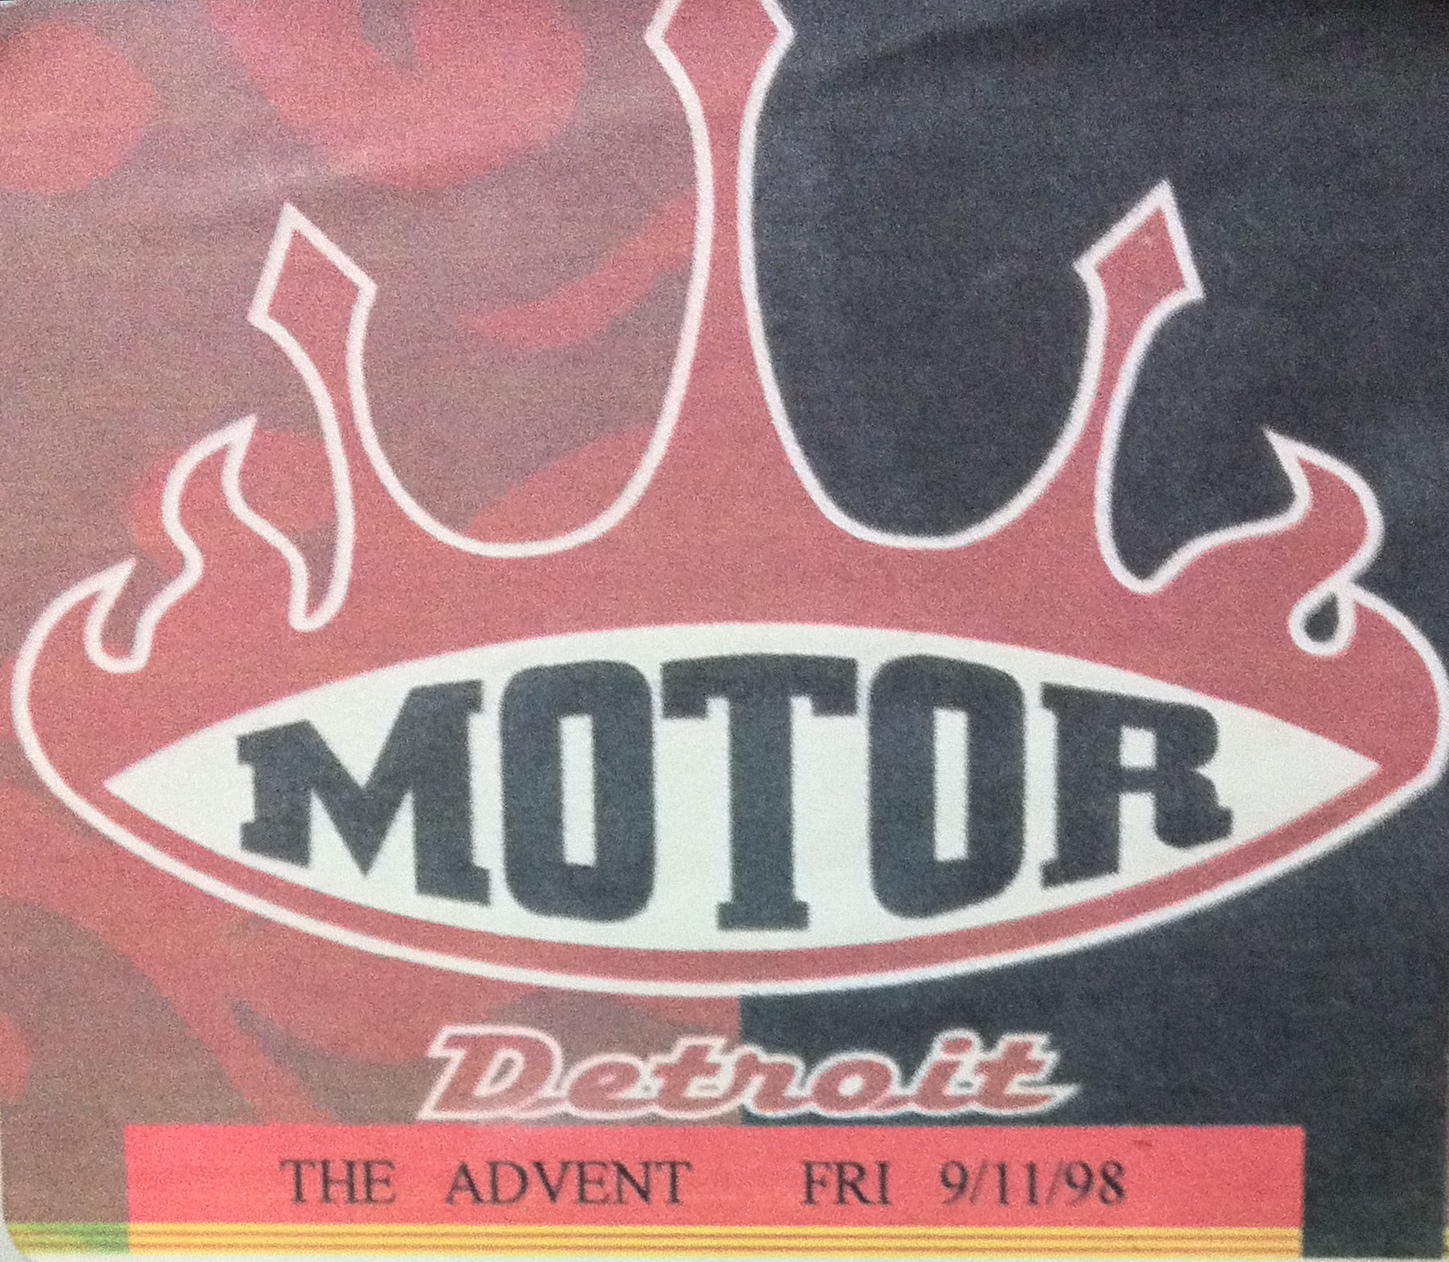 MOTOR
Detroit
THE ADVENT FRI 9/11/98